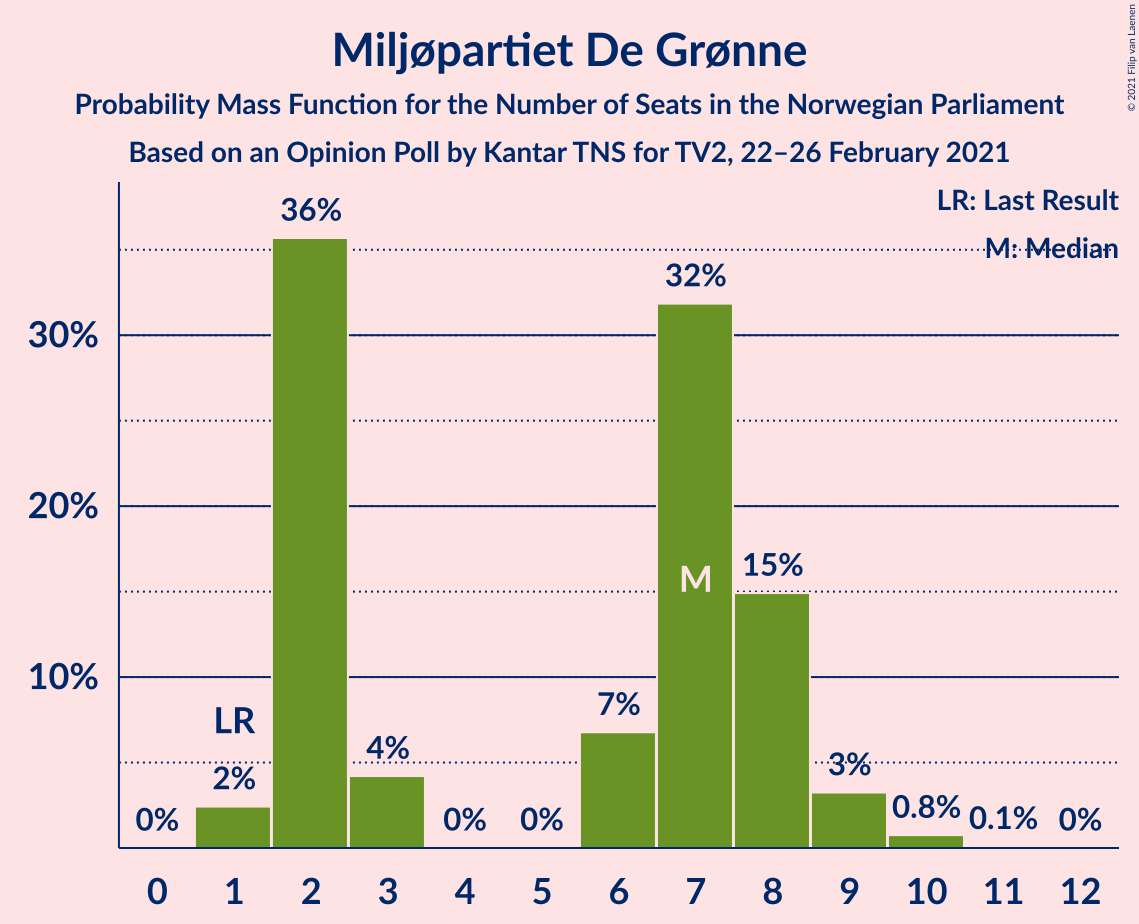 Miljøpartiet De Grønne
Probability Mass Function for the Number of Seats in the Norwegian Parliament
Based on an Opinion Poll by Kantar TNS for TV2, 22–26 February 2021
© 2021 Filip van Laenen
LR: Last Result
M: Median
30%
20%
10%
0%
LR
2%
36%
4%
0%
0%
7%
32%
M
15%
3%
0.8%
0.1%
0%
0 1 2 3 4 5 6 7 8 9 10 11 12